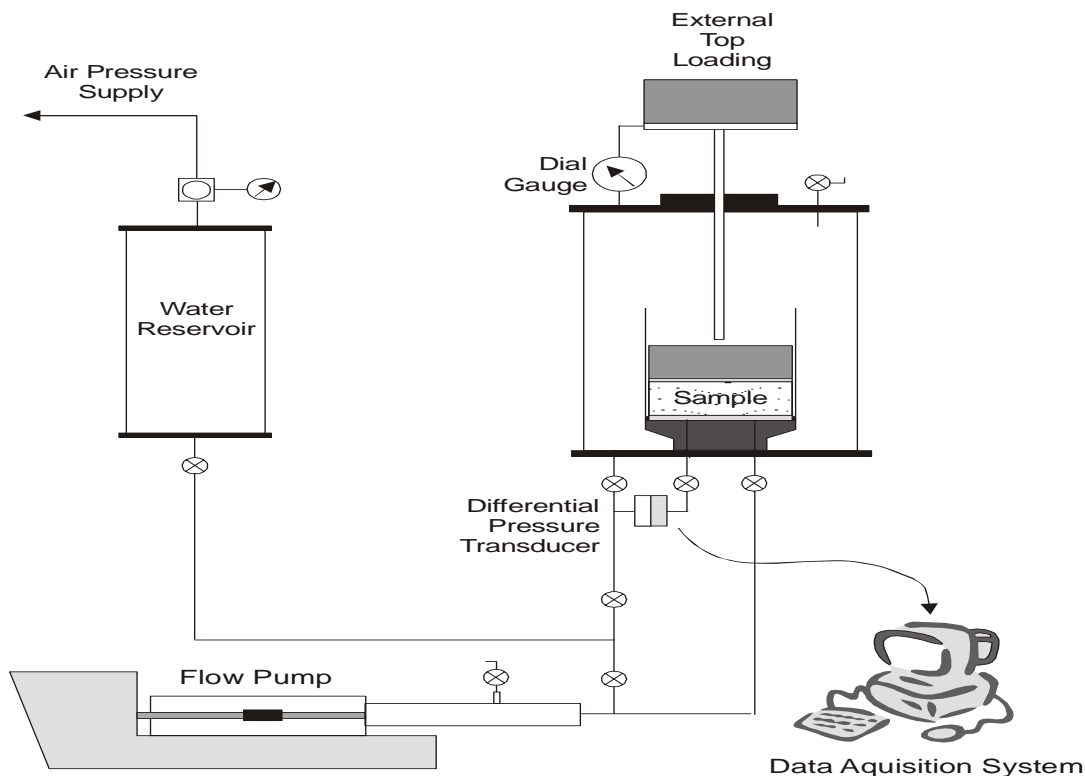 External
Top
Loading
Air Pressure
Supply
Dial
Gauge
Water
Reservoir
Sample
Differential
Pressure
Transducer
Flow Pump
Data Aquisition System